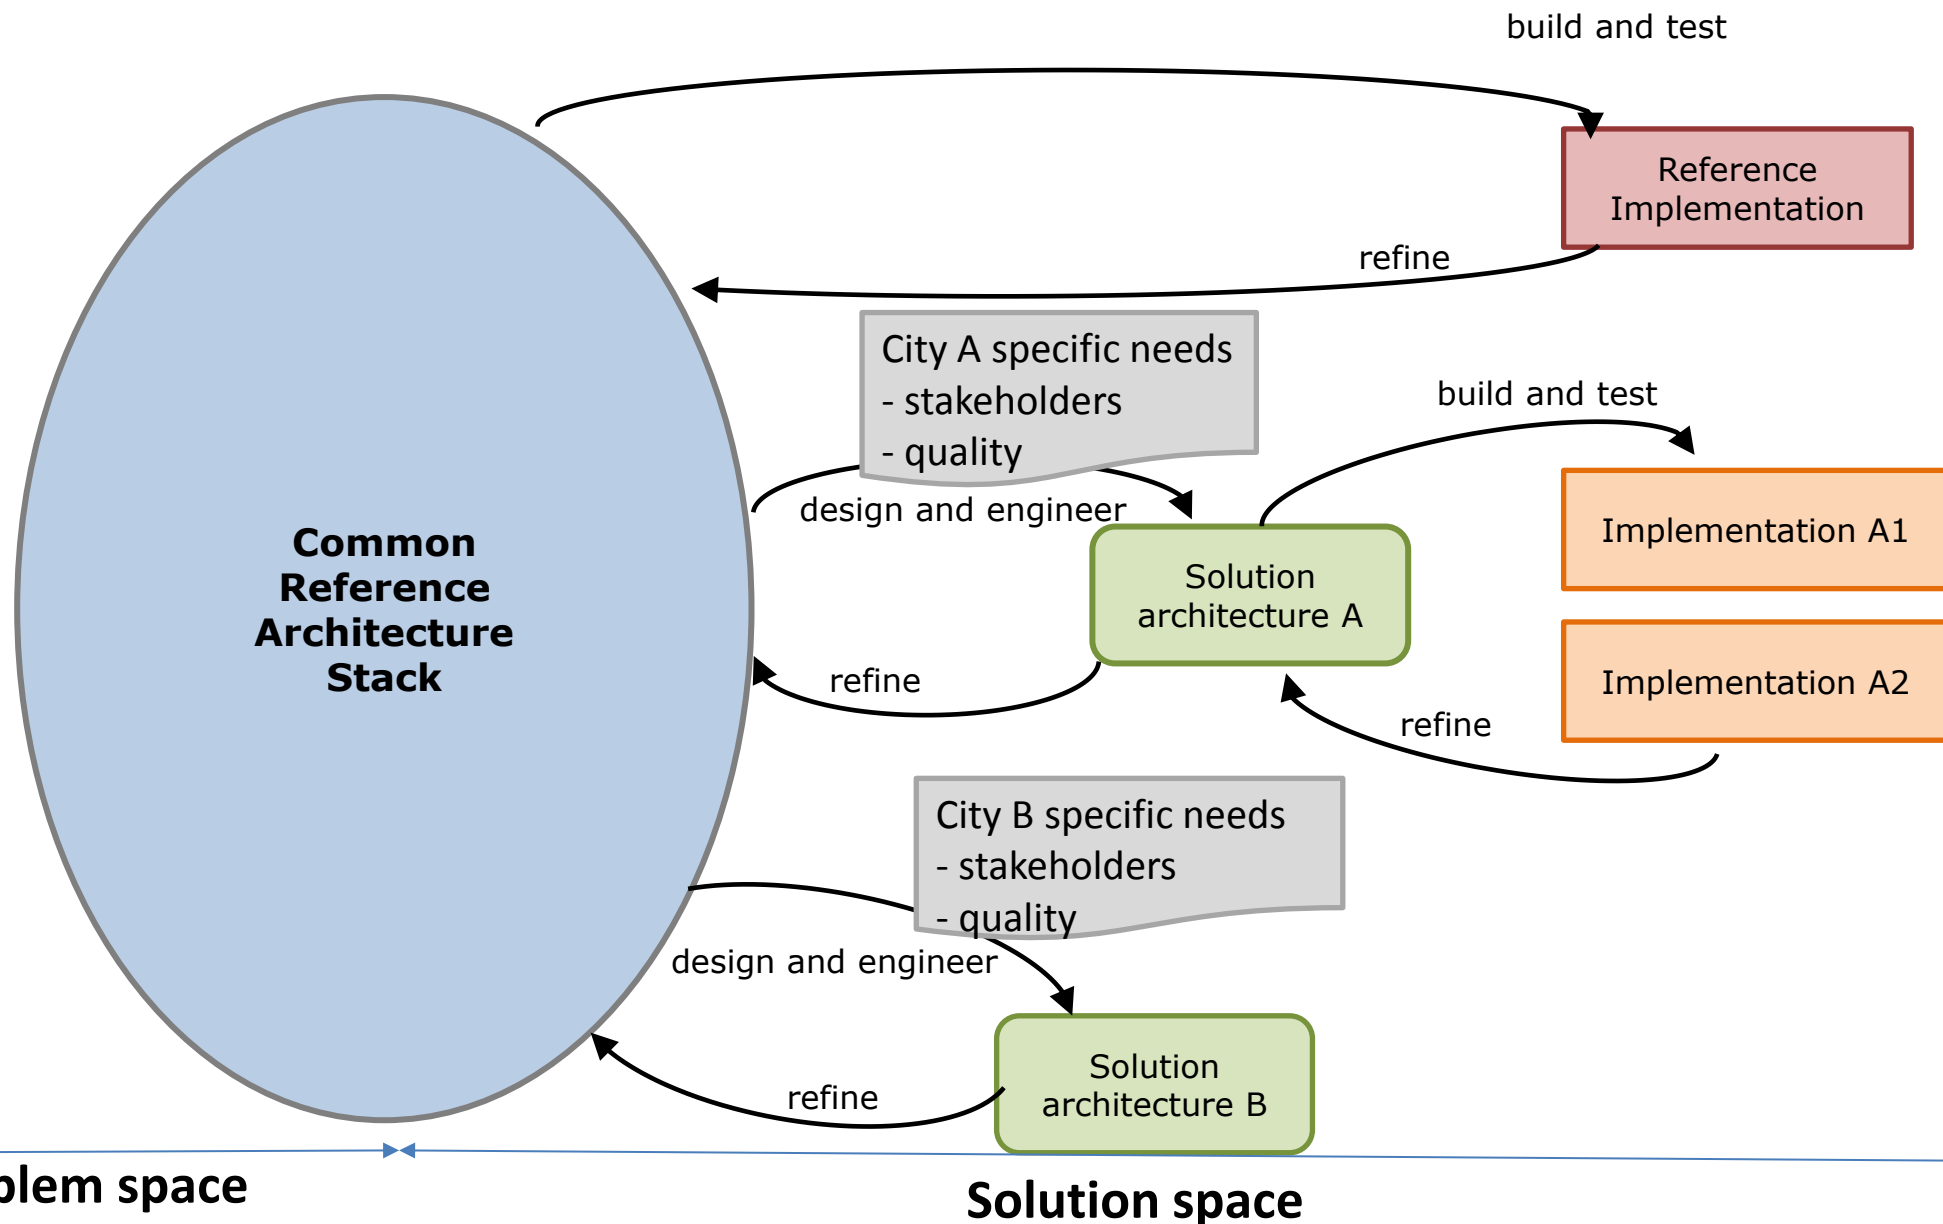 build and test
Reference
Implementation
refine
City A specific needs
- stakeholders
- quality
build and test
design and engineer
Implementation A1
Common
Reference
Architecture
Stack
Solution
architecture A
refine
Implementation A2
refine
City B specific needs
- stakeholders
- quality
design and engineer
Solution
architecture B
refine
blem space
Solution space